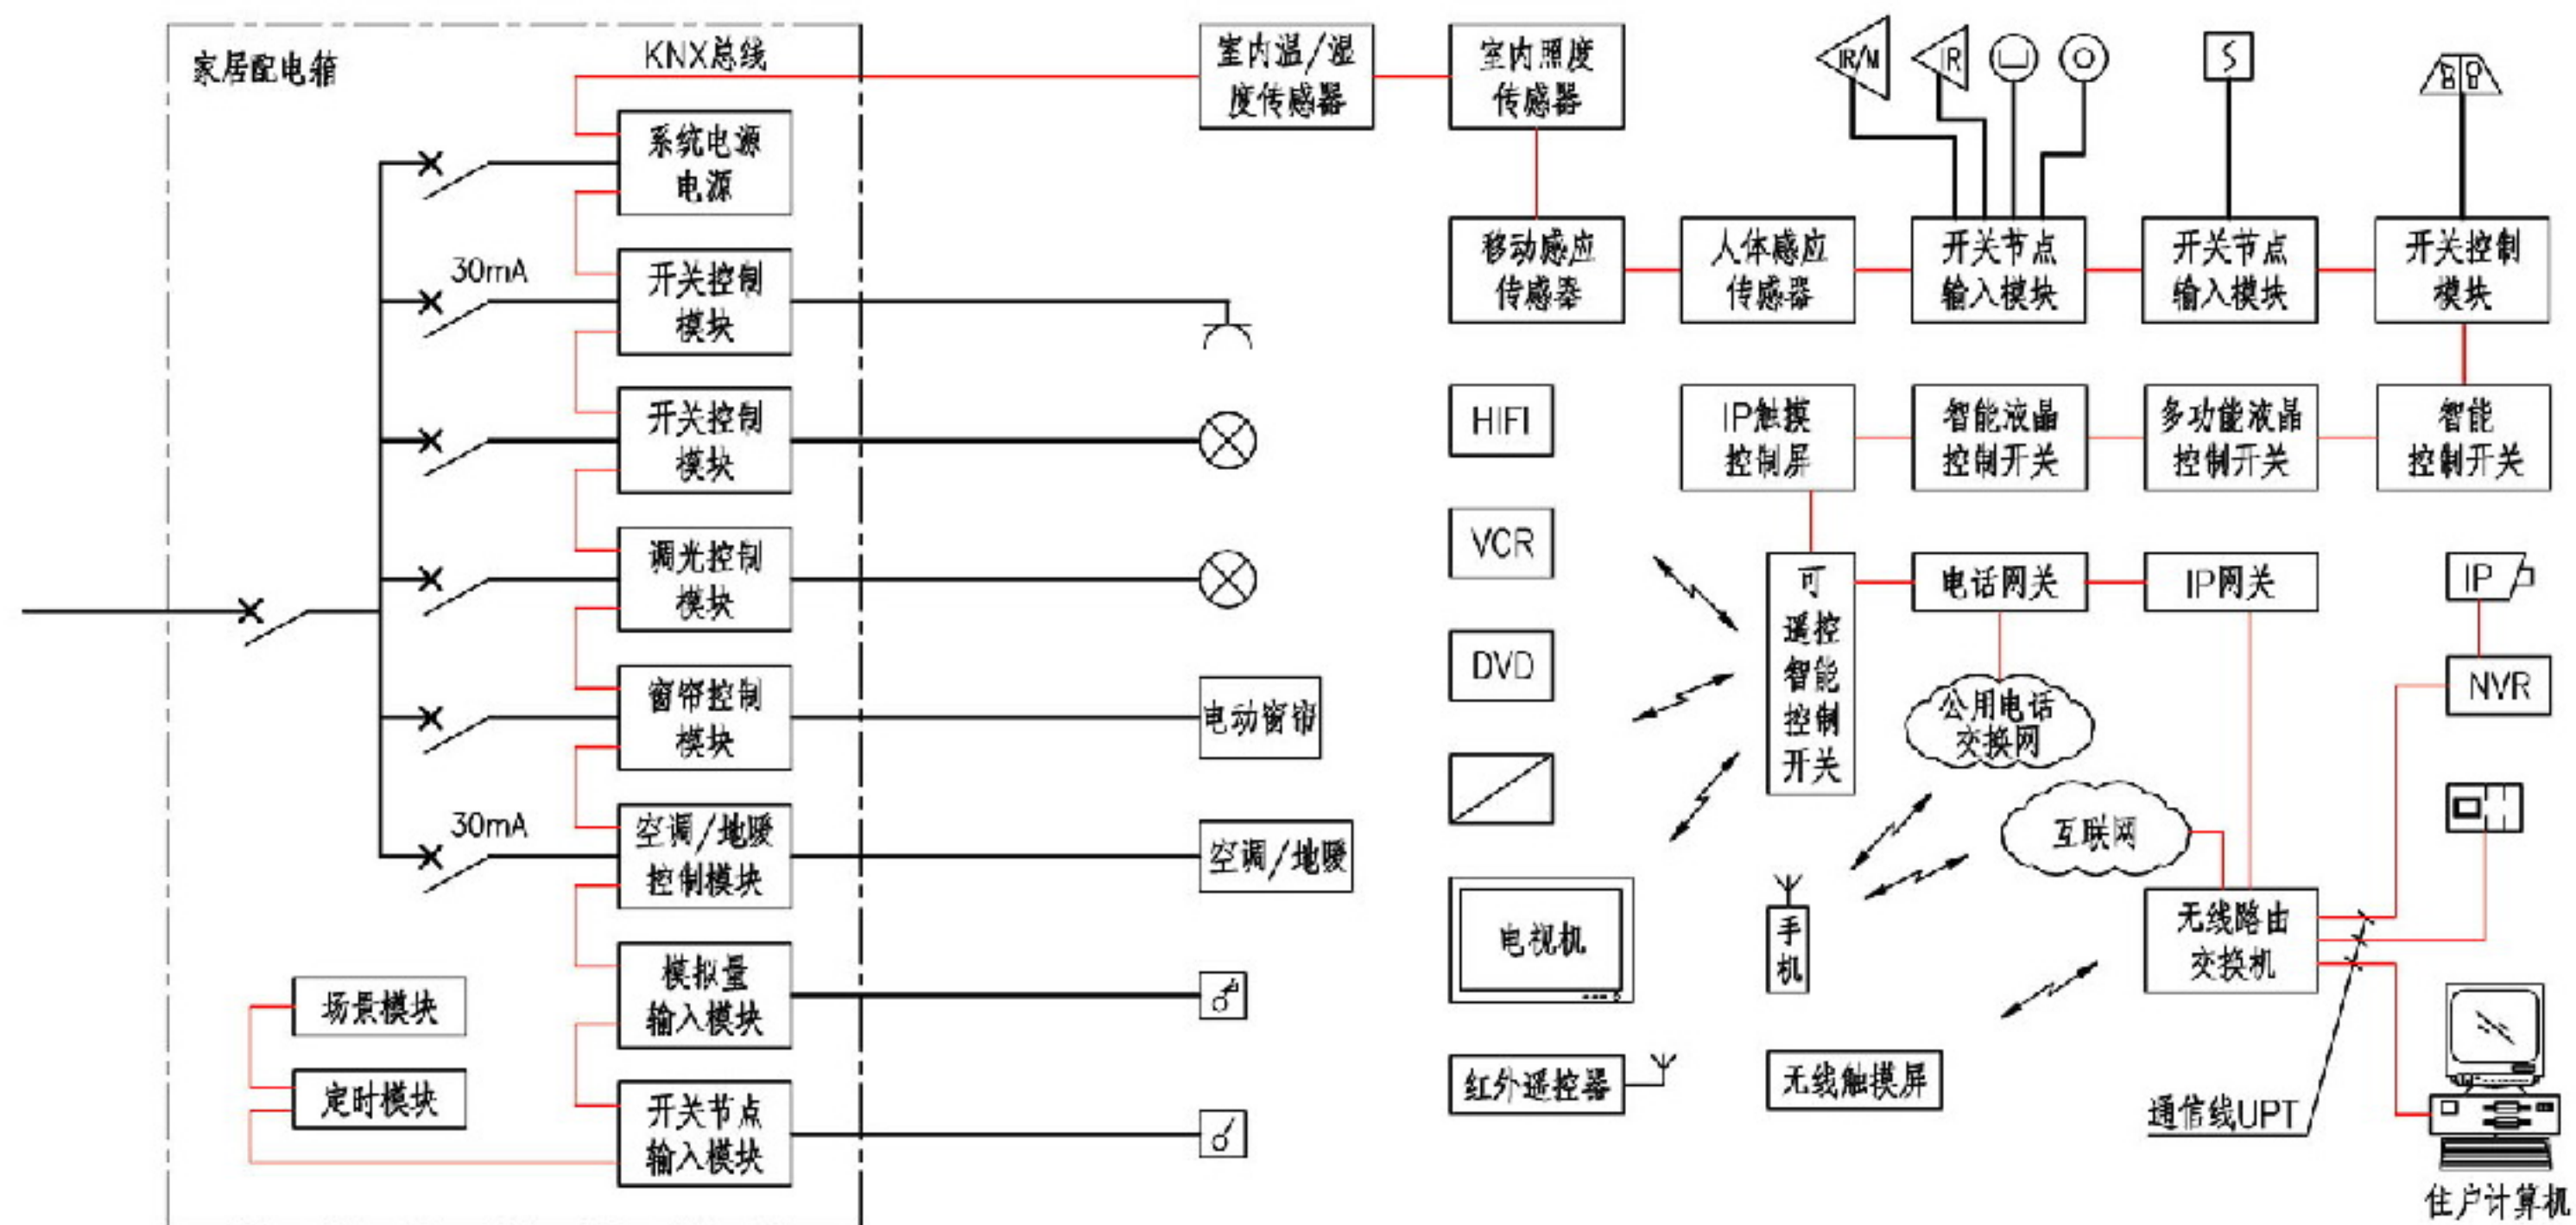 家居配电箱
KNX总线
系统电源
电源
30mA
开关控制
模块
开关控制
模块
调光控制
模块
窗帘控制
模块
30mA
空调/地暖
控制模块
模拟量
输入模块
开关节点
输入模块
场景模块
定时模块
电动窗帘
空调/地暖
室内温/湿
度传感器
室内照度
传感器
IR/M
IR
移动感应
传感器
人体感应
传感器
开关节点
输入模块
开关节点
输入模块
开关控制
模块
HIFI
VCR
DVD
电视机
红外遥控器
IP触摸
控制屏
智能液晶
控制开关
多功能液晶
控制开关
智能
控制开关
可
遥控
智能
控制
开关
电话网关
IP网关
IP
NVR
公用电话
交换网
互联网
无线路由
交换机
手
机
无线触摸屏
通信线UPT
住户计算机